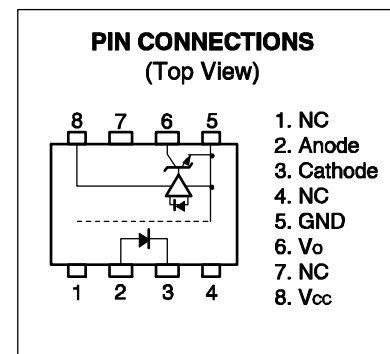 PIN CONNECTIONS
(Top View)
8 7 6 5
1 2 3 4
1. NC
2. Anode
3. Cathode
4. NC
5. GND
6. Vo
7. NC
8. Vcc